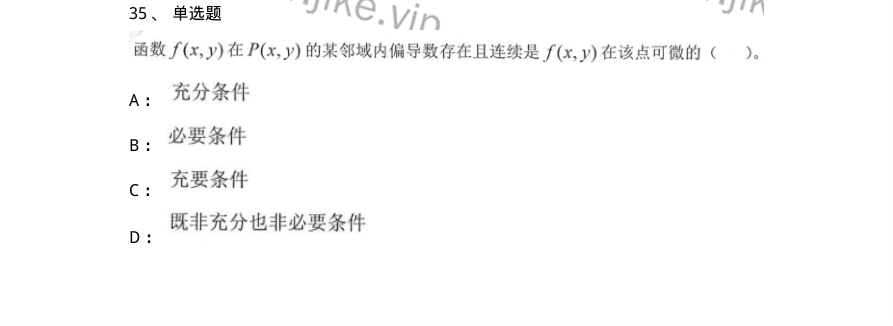 35、 单选题
函数 f(x, y) 在 P(x, y) 的某邻域内偏导数存在且连续是 f(x, y) 在该点可微的（  ）。
A： 充分条件
B： 必要条件
C： 充要条件
D： 既非充分也非必要条件